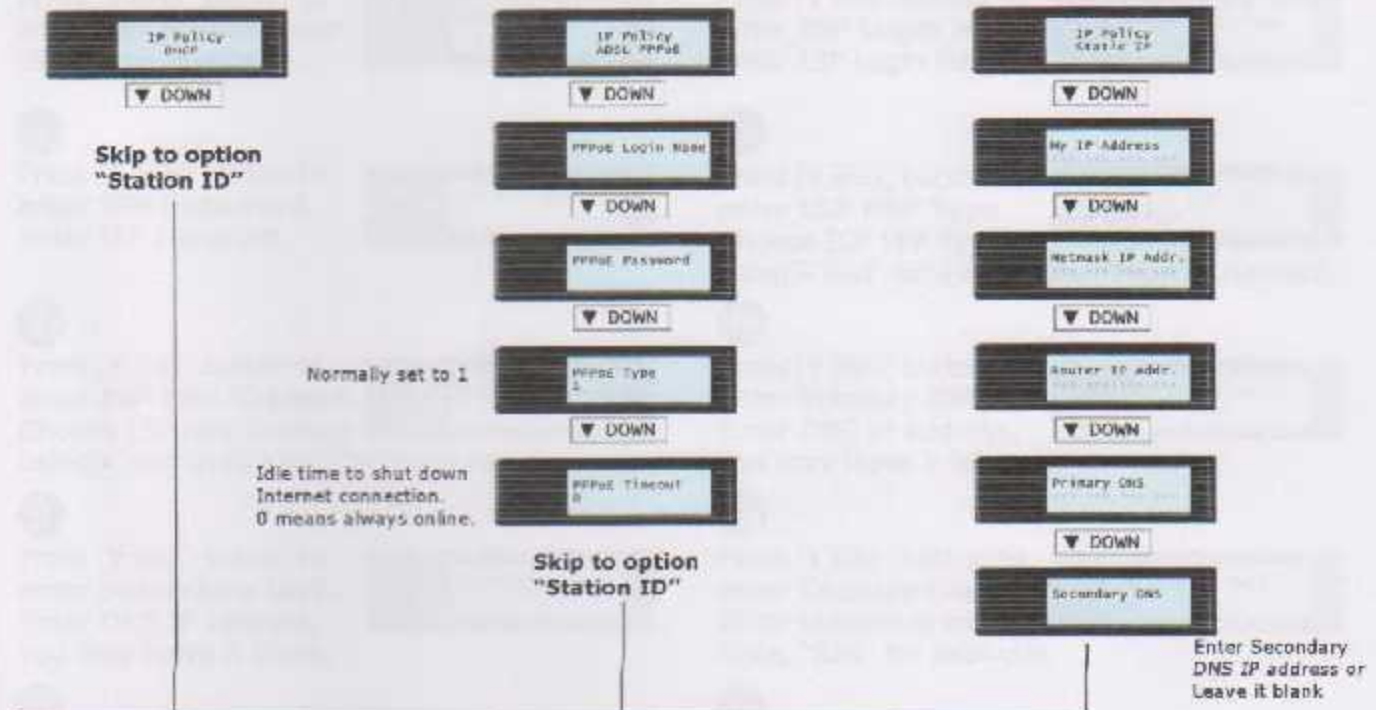 IP Policy
DHCP
▼ DOWN
Skip to option
"Station ID"
IP Policy
ADSL PPPoE
▼ DOWN
PPPoE Login Name
▼ DOWN
PPPoE Password
▼ DOWN
Normally set to 1
PPPoE Type
1
▼ DOWN
Idle time to shut down
Internet connection.
0 means always online.
PPPoE Timeout
0
Skip to option
"Station ID"
IP Policy
Static IP
▼ DOWN
My IP Address
▼ DOWN
Netmask IP Addr.
▼ DOWN
Router IP addr.
▼ DOWN
Primary DNS
▼ DOWN
Secondary DNS
Enter Secondary
DNS IP address or
Leave it blank